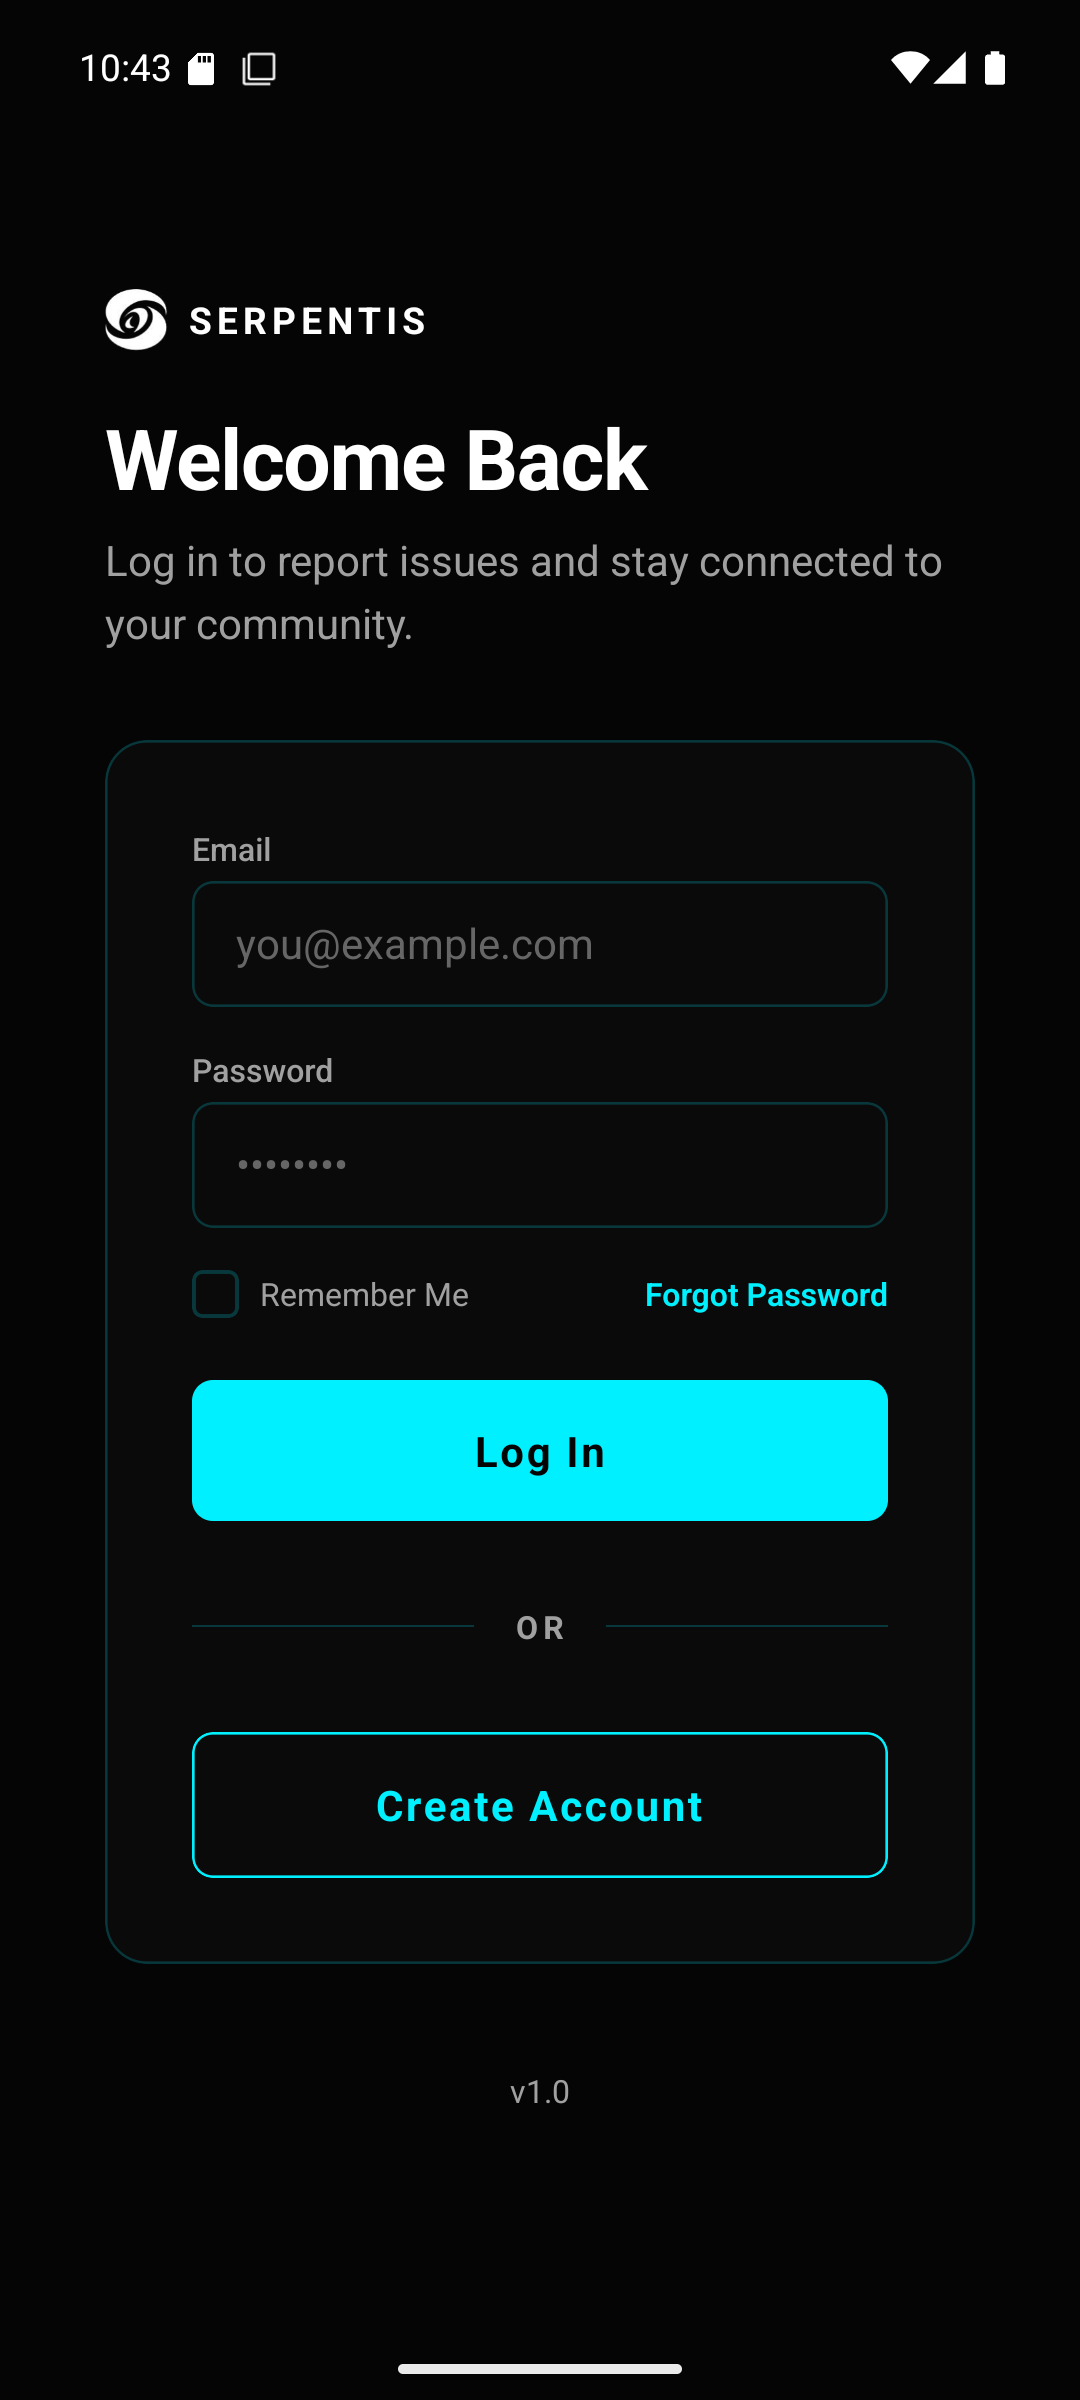 10:43
SERPENTIS
Welcome Back
Log in to report issues and stay connected to
your community.
Email
you@example.com
Password
••••••••
Remember Me
Forgot Password
Log In
OR
Create Account
v1.0